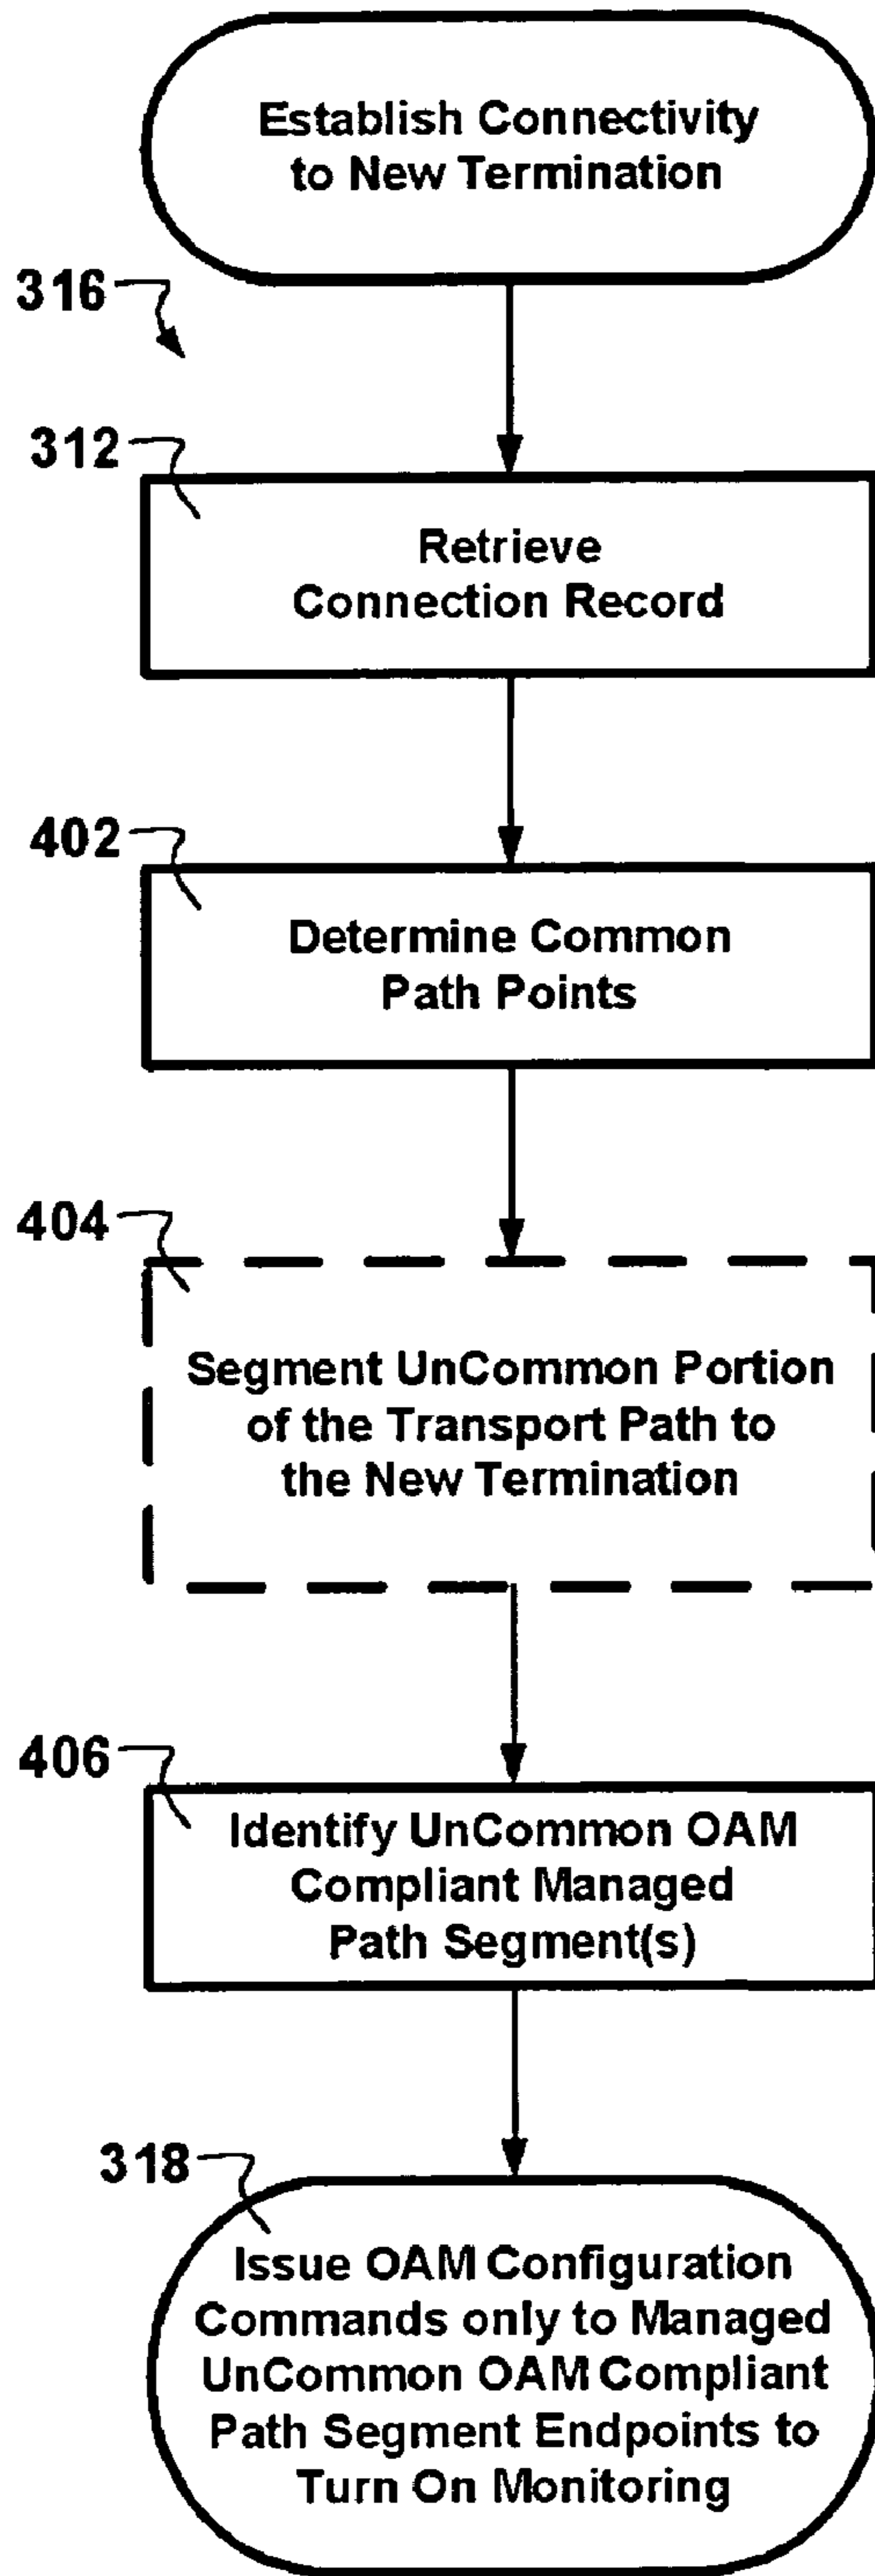 Establish Connectivity
to New Termination
316
312
Retrieve
Connection Record
402
Determine Common
Path Points
404
Segment UnCommon Portion
of the Transport Path to
the New Termination
406
Identify UnCommon OAM
Compliant Managed
Path Segment(s)
318
Issue OAM Configuration
Commands only to Managed
UnCommon OAM Compliant
Path Segment Endpoints to
Turn On Monitoring